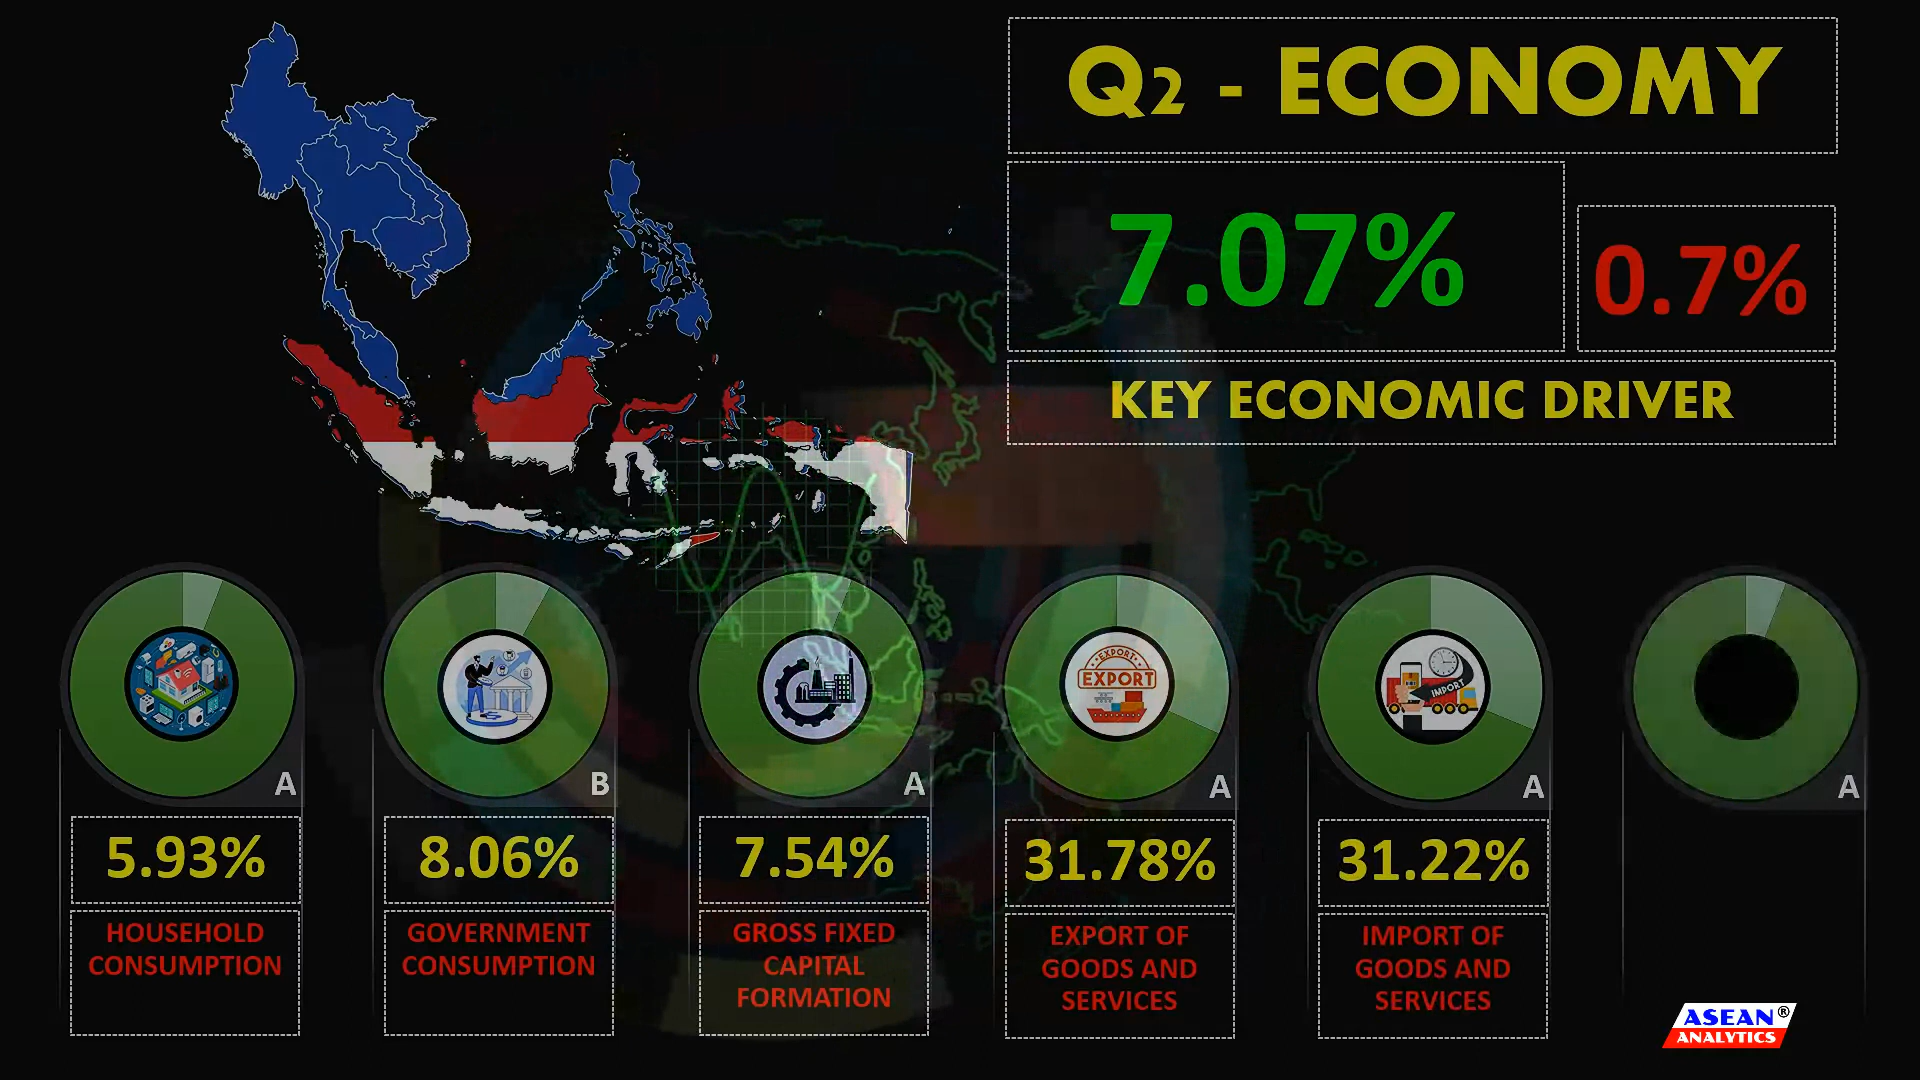 Q2 - ECONOMY
7.07%
0.7%
KEY ECONOMIC DRIVER
EXPORT
EXPORT
IMPORT
A
B
A
A
A
A
5.93%
8.06%
7.54%
31.78%
31.22%
HOUSEHOLD
CONSUMPTION
GOVERNMENT
CONSUMPTION
GROSS FIXED
CAPITAL
FORMATION
EXPORT OF
GOODS AND
SERVICES
IMPORT OF
GOODS AND
SERVICES
ASEAN®
ANALYTICS